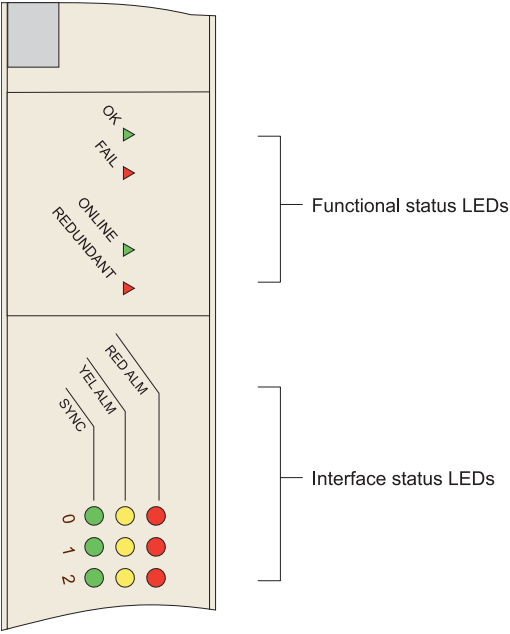 OK
FAIL
ONLINE
REDUNDANT
Functional status LEDs
RED ALM
YEL ALM
SYNC
Interface status LEDs
0
1
2